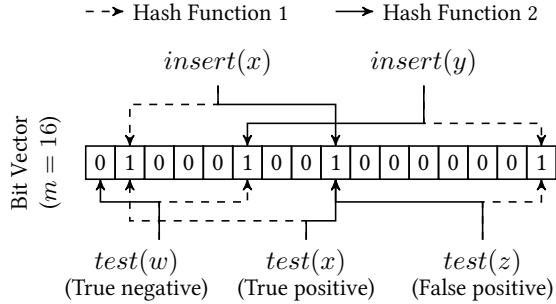 Hash Function 1 Hash Function 2
insert(x) insert(y)
Bit Vector
(m = 16)
0 1 0 0 0 1 0 0 1 0 0 0 0 0 0 1
test(w) test(x) test(z)
(True negative) (True positive) (False positive)